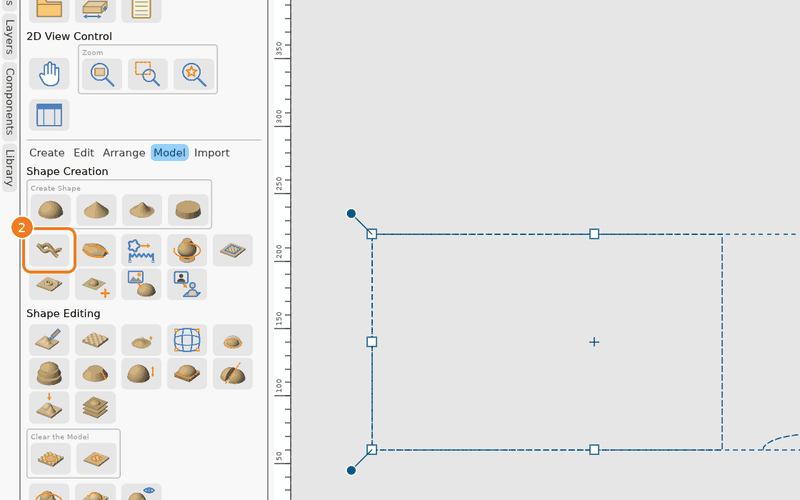 Layers
Components
Library
2D View Control
Zoom
Create Edit Arrange Model Import
Shape Creation
Create Shape
2
Shape Editing
Clear the Model
350
300
250
200
150
100
50